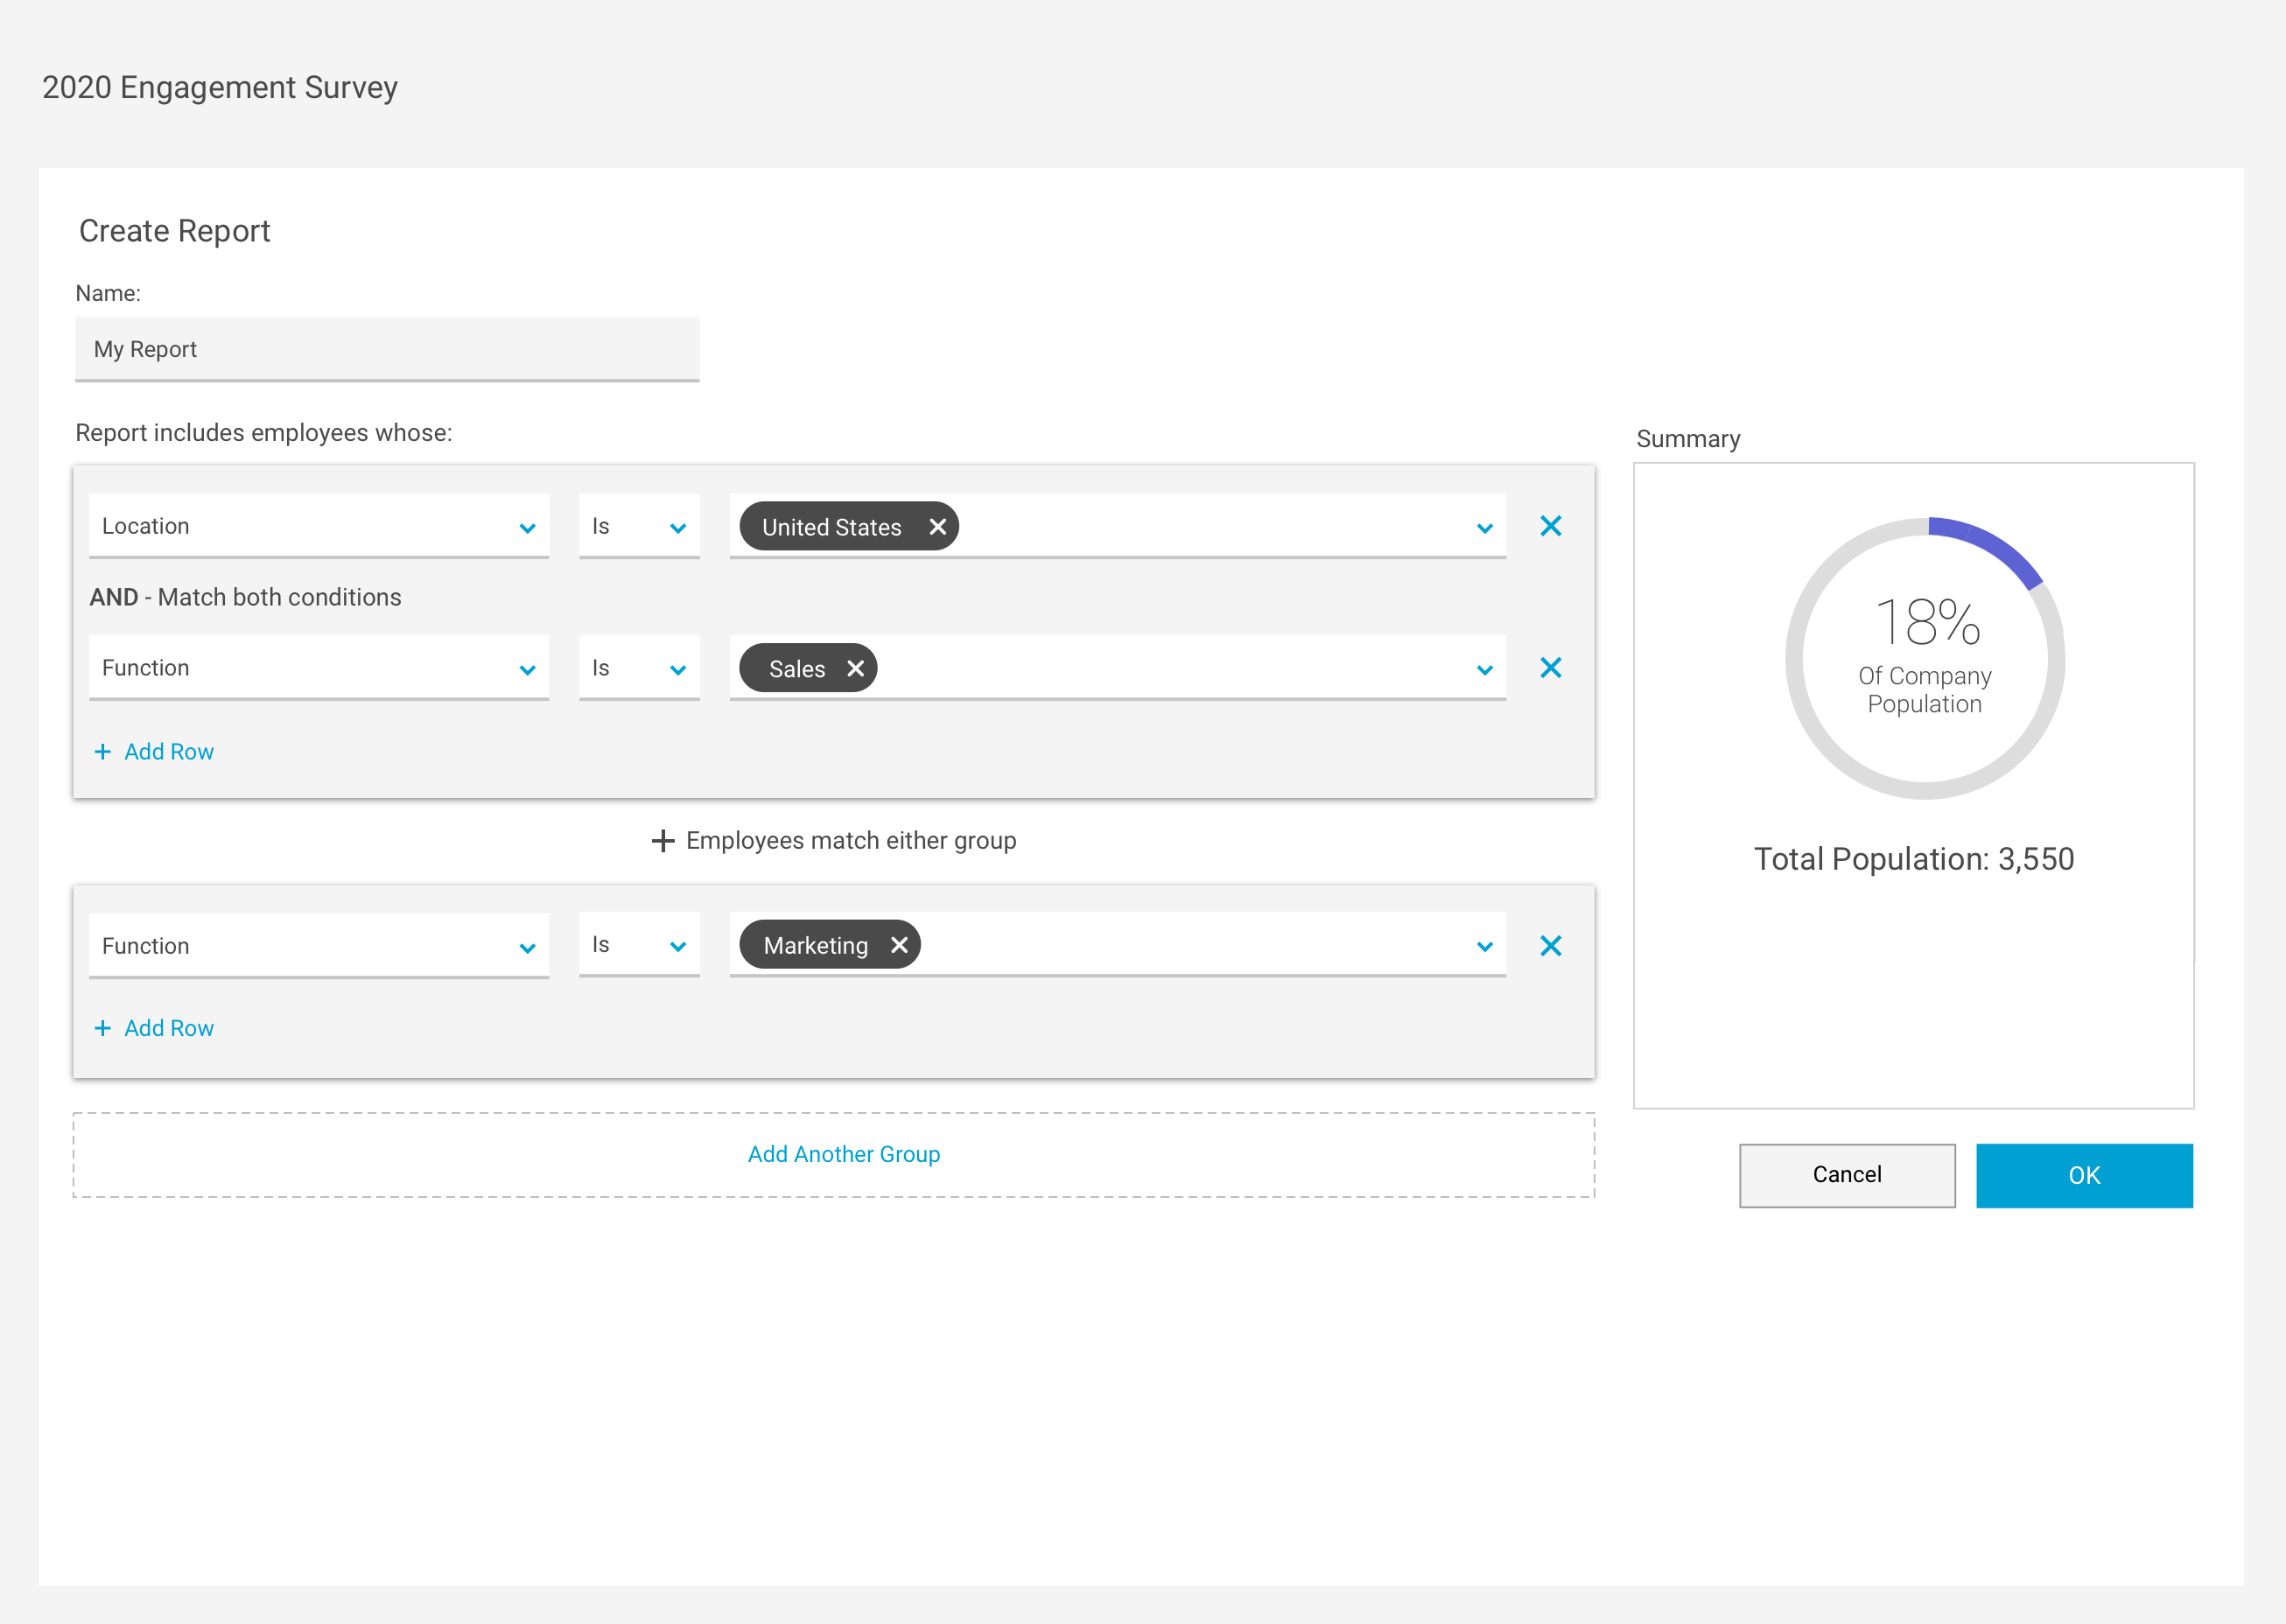 2020 Engagement Survey
Create Report
Name:
My Report
Report includes employees whose:
Location Is United States
AND - Match both conditions
Function Is Sales
+ Add Row
+ Employees match either group
Function Is Marketing
+ Add Row
Add Another Group
Summary
18%
Of Company
Population
Total Population: 3,550
Cancel OK